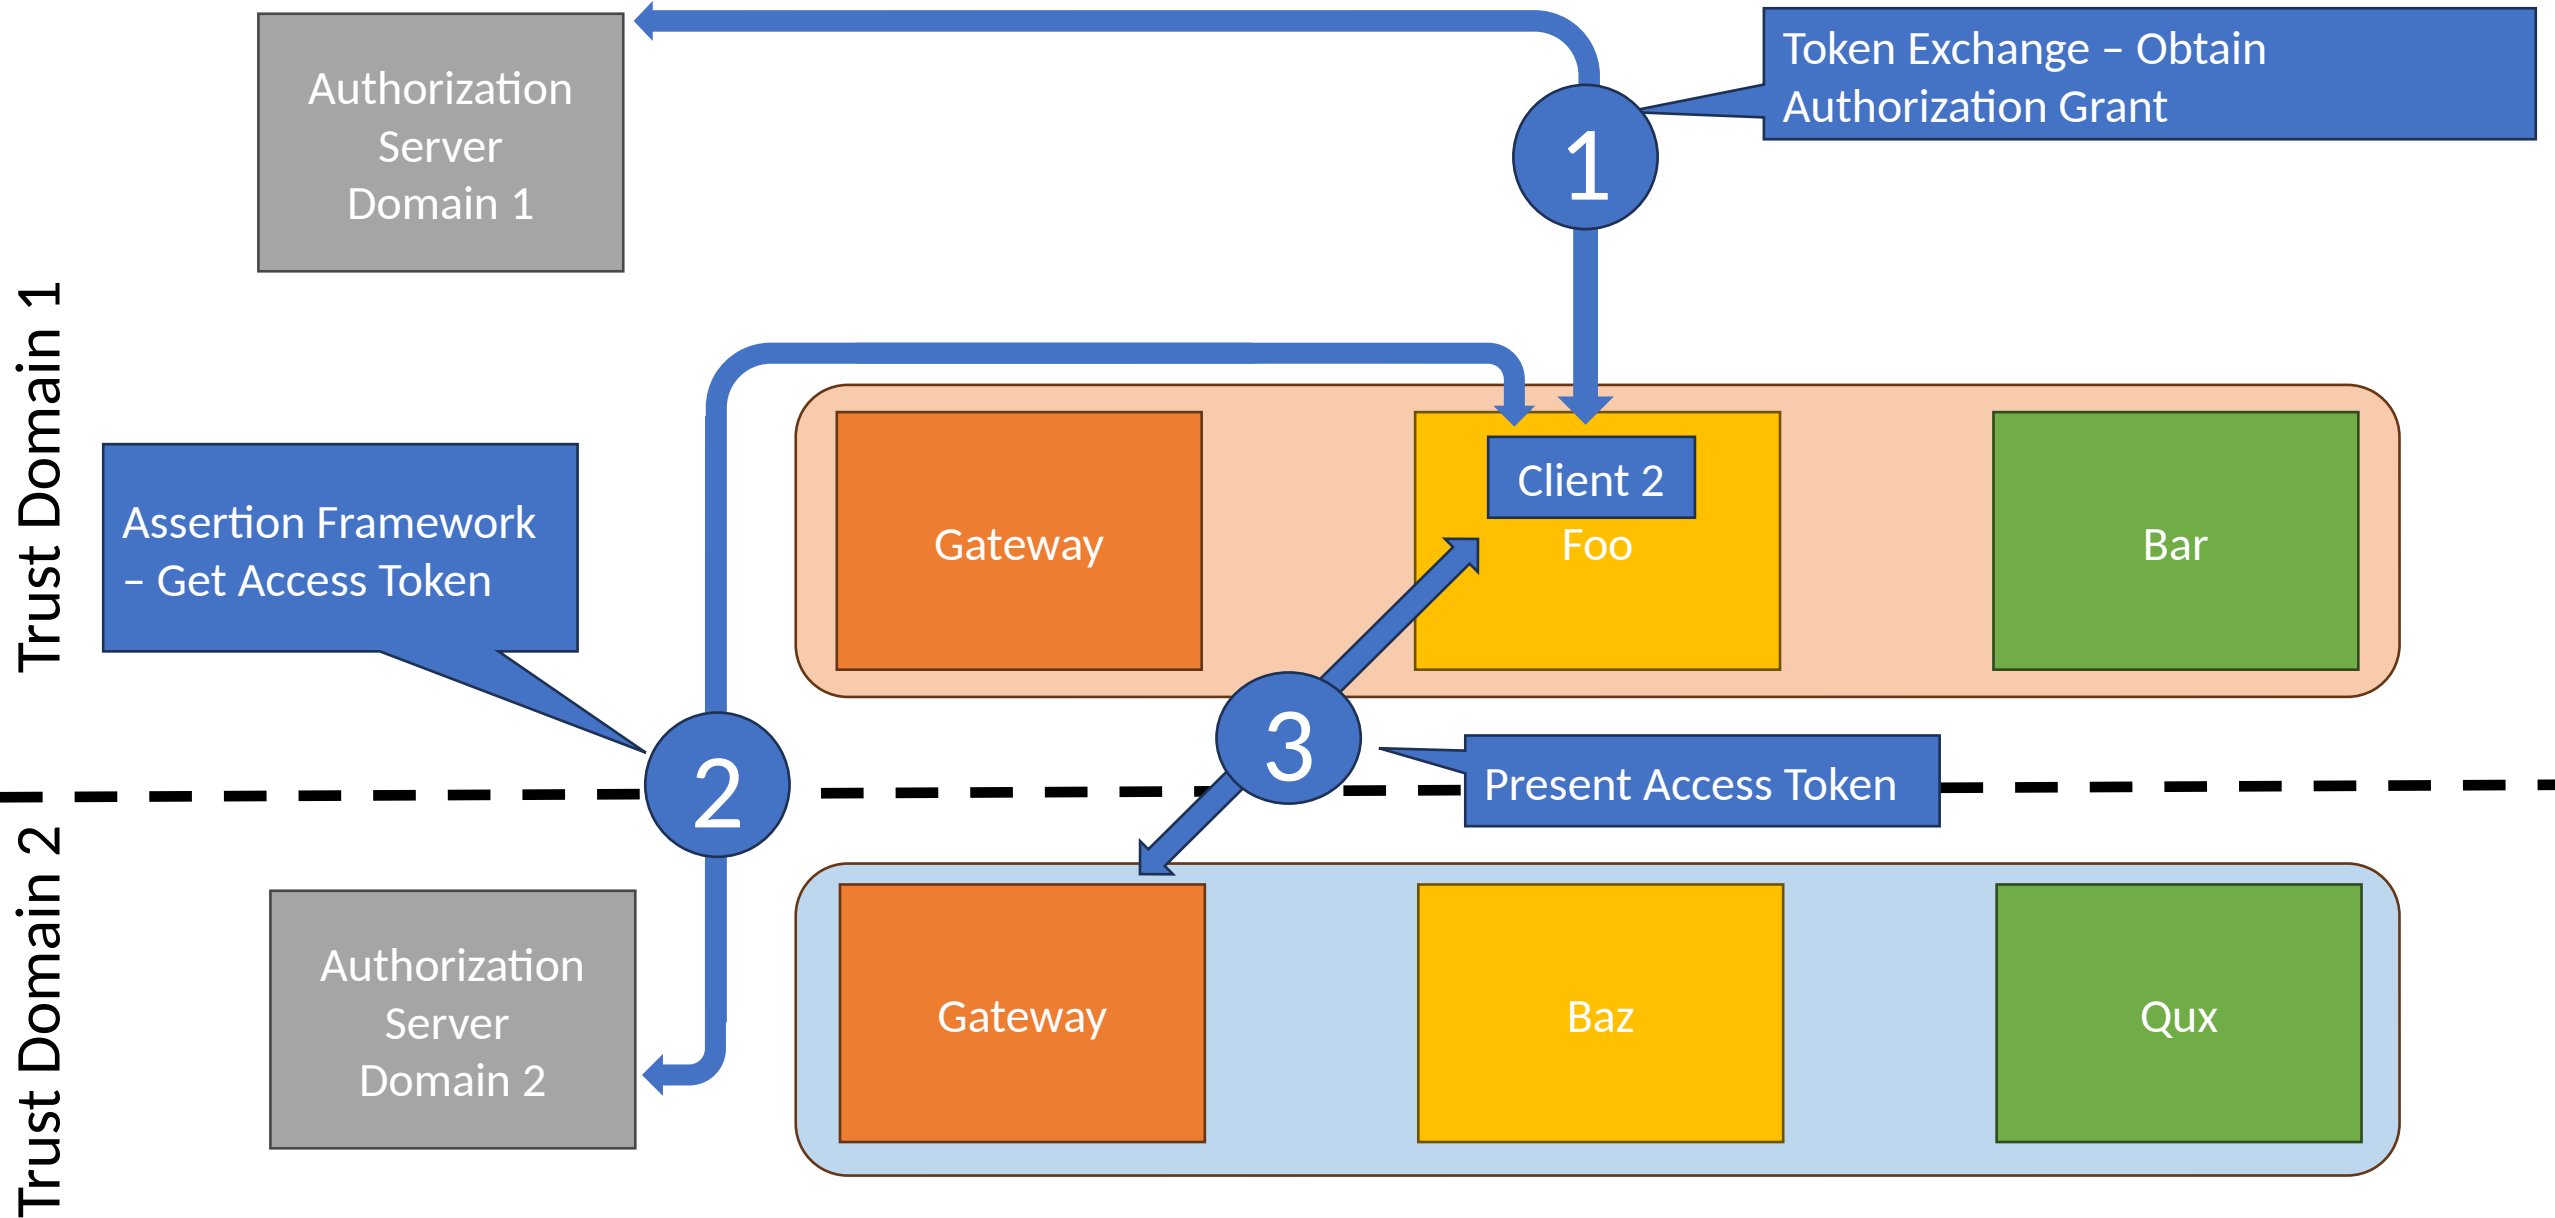 Authorization
Server
Domain 1
1
Token Exchange – Obtain
Authorization Grant
Trust Domain 1
Assertion Framework
– Get Access Token
Gateway
Client 2
Foo
Bar
2
3
Present Access Token
Trust Domain 2
Authorization
Server
Domain 2
Gateway
Baz
Qux